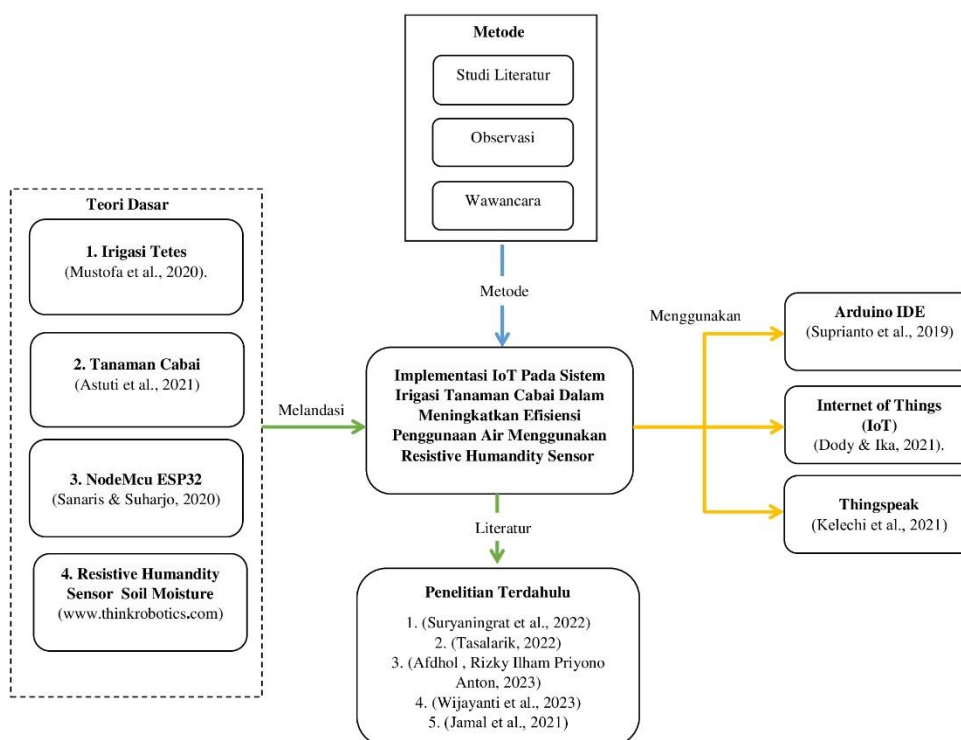 Metode
Studi Literatur
Observasi
Wawancara
Metode
Teori Dasar
1. Irigasi Tetes
(Mustofa et al., 2020).
2. Tanaman Cabai
(Astuti et al., 2021)
3. NodeMcu ESP32
(Sanaris & Suharjo, 2020)
4. Resistive Humandity
Sensor Soil Moisture
(www.thinkrobotics.com)
Melandasi
Implementasi IoT Pada Sistem
Irigasi Tanaman Cabai Dalam
Meningkatkan Efisiensi
Penggunaan Air Menggunakan
Resistive Humandity Sensor
Menggunakan
Arduino IDE
(Suprianto et al., 2019)
Internet of Things
(IoT)
(Dody & Ika, 2021).
Thingspeak
(Kelechi et al., 2021)
Literatur
Penelitian Terdahulu
1. (Suryaningrat et al., 2022)
2. (Tasalarik, 2022)
3. (Afdhol , Rizky Ilham Priyono
Anton, 2023)
4. (Wijayanti et al., 2023)
5. (Jamal et al., 2021)